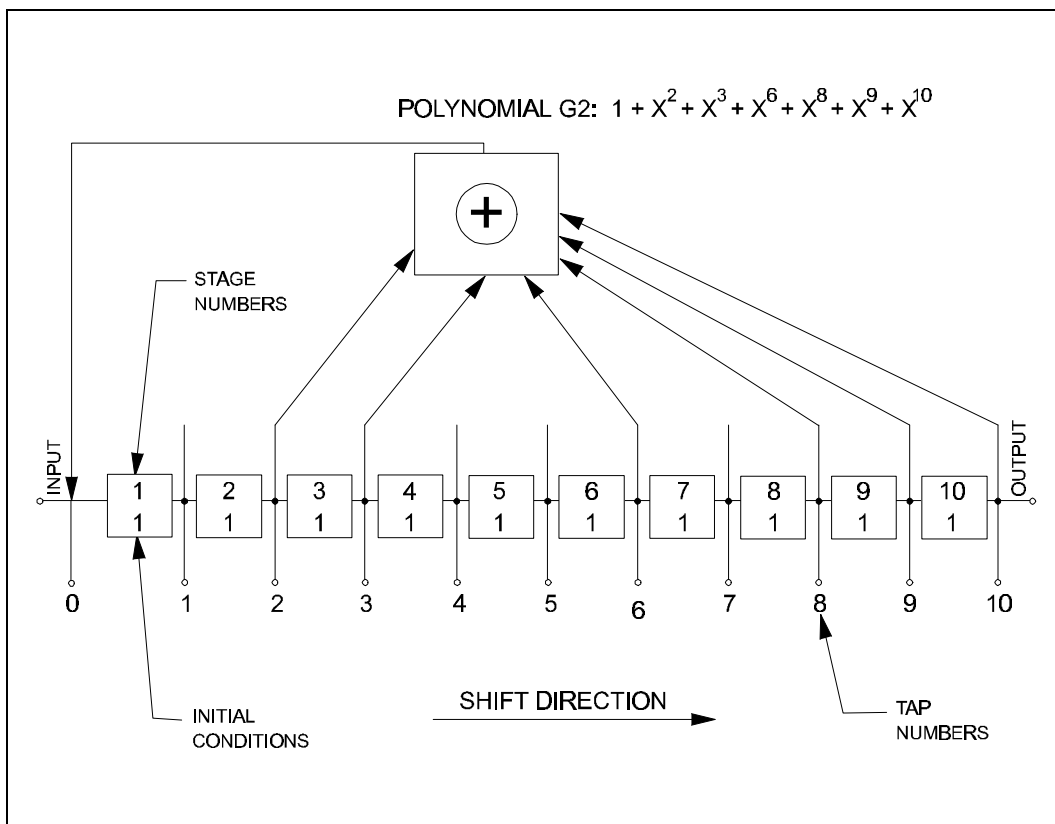 POLYNOMIAL G2: 1 + X^2 + X^3 + X^6 + X^8 + X^9 + X^10
+
STAGE
NUMBERS
INPUT
OUTPUT
1 2 3 4 5 6 7 8 9 10
1 1 1 1 1 1 1 1 1 1
0 1 2 3 4 5 6 7 8 9 10
SHIFT DIRECTION
INITIAL
CONDITIONS
TAP
NUMBERS